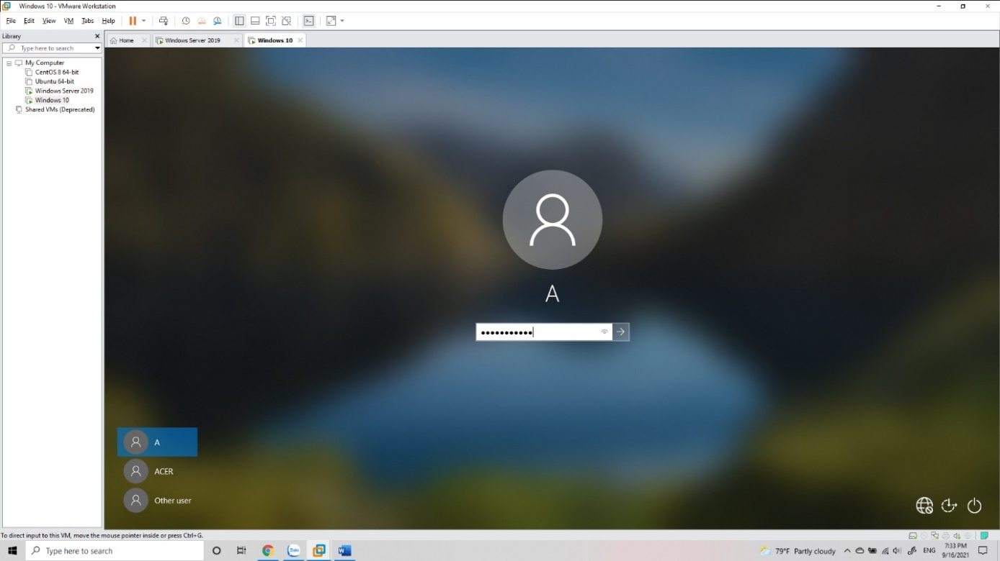 Windows 10 - VMware Workstation
File Edit View VM Tabs Help
Library
Type here to search
My Computer
CentOS 8 64-bit
Ubuntu 64-bit
Windows Server 2019
Windows 10
Shared VMs (Deprecated)
Home
Windows Server 2019
Windows 10
A
A
ACER
Other user
To direct input to this VM, move the mouse pointer inside or press Ctrl+G.
Type here to search
Zalo
79°F Partly cloudy
ENG
7:33 PM
9/16/2021